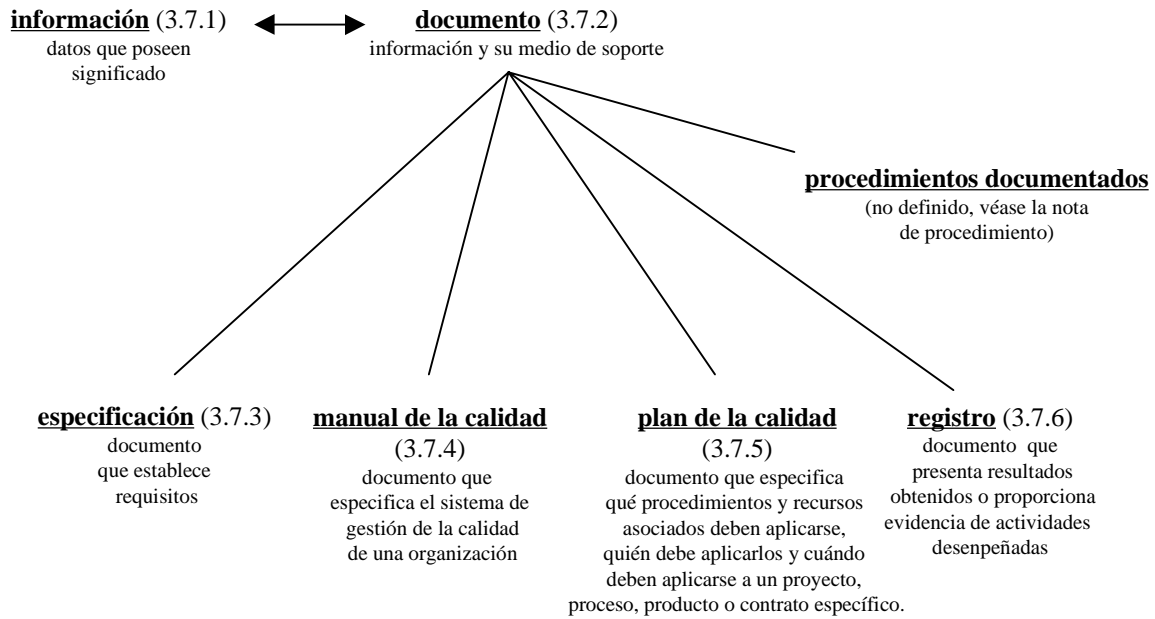 información (3.7.1)
datos que poseen
significado
documento (3.7.2)
información y su medio de soporte
procedimientos documentados
(no definido, véase la nota
de procedimiento)
especificación (3.7.3)
documento
que establece
requisitos
manual de la calidad
(3.7.4)
documento que
especifica el sistema de
gestión de la calidad
de una organización
plan de la calidad
(3.7.5)
documento que especifica
qué procedimientos y recursos
asociados deben aplicarse,
quién debe aplicarlos y cuándo
deben aplicarse a un proyecto,
proceso, producto o contrato específico.
registro (3.7.6)
documento que
presenta resultados
obtenidos o proporciona
evidencia de actividades
desenpeñadas